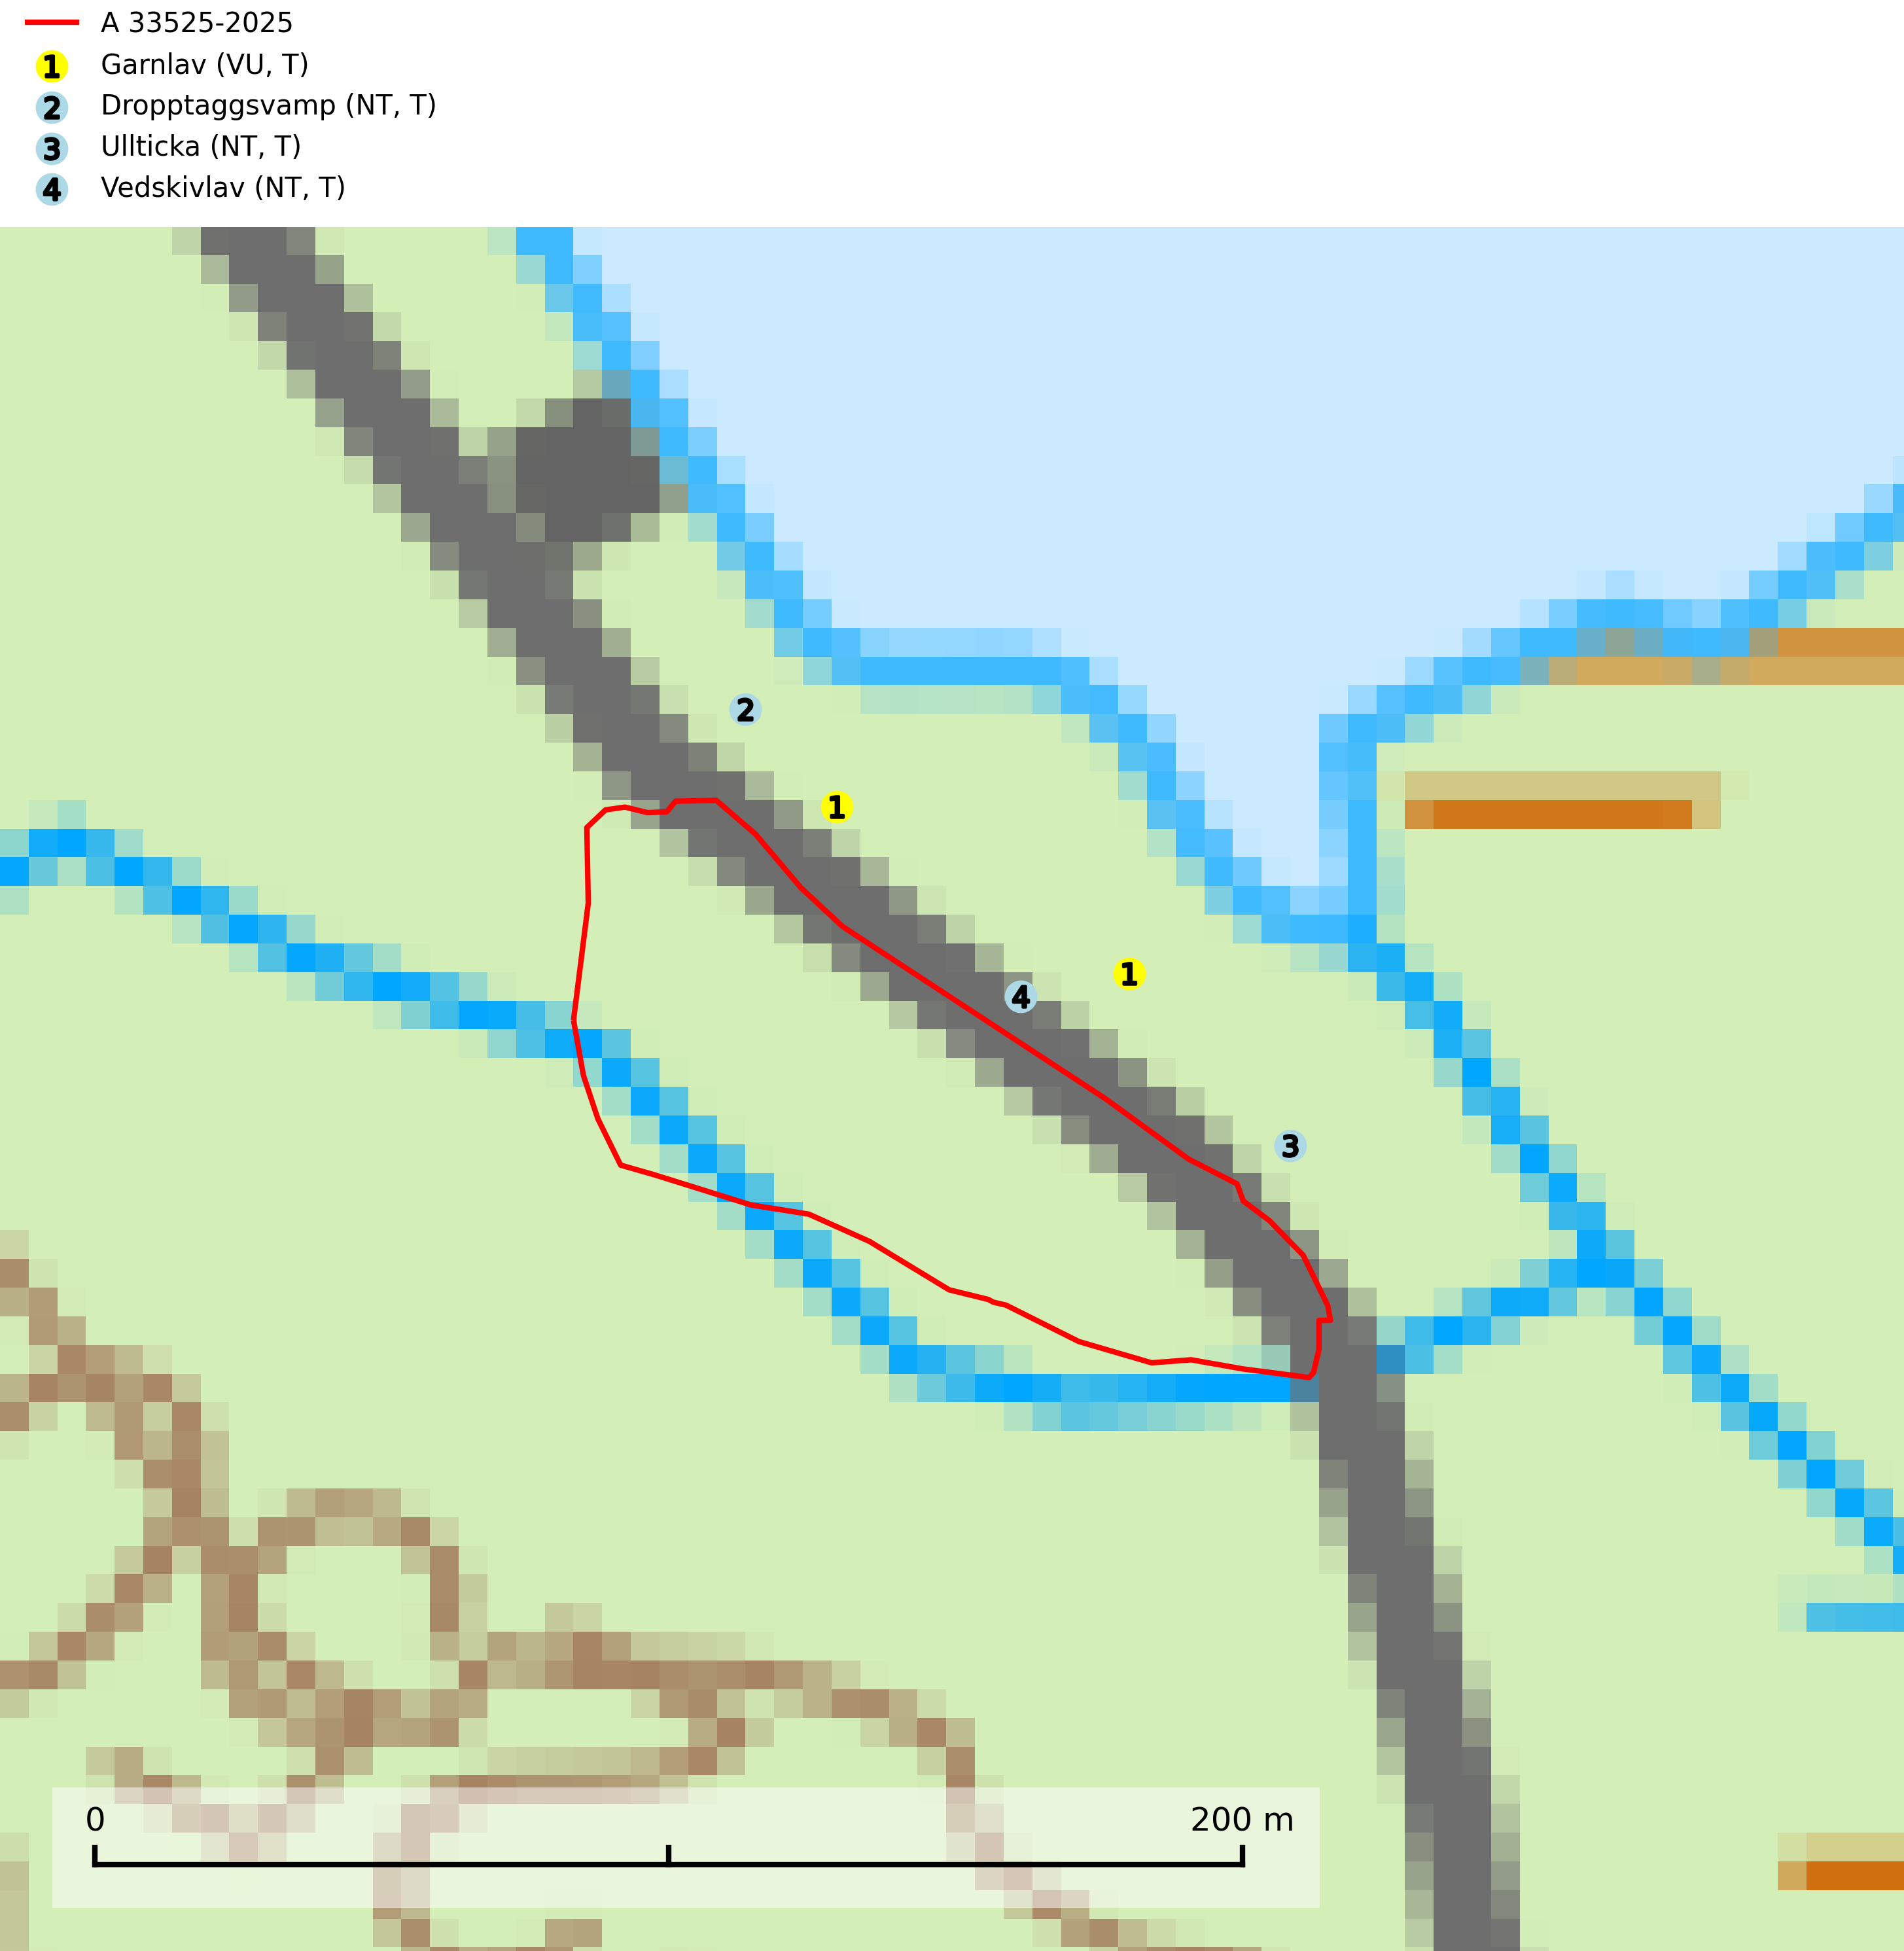 A 33525-2025
1 Garnlav (VU, T)
2 Dropptaggsvamp (NT, T)
3 Ullticka (NT, T)
4 Vedskivlav (NT, T)
2
1
1
4
3
0 200 m